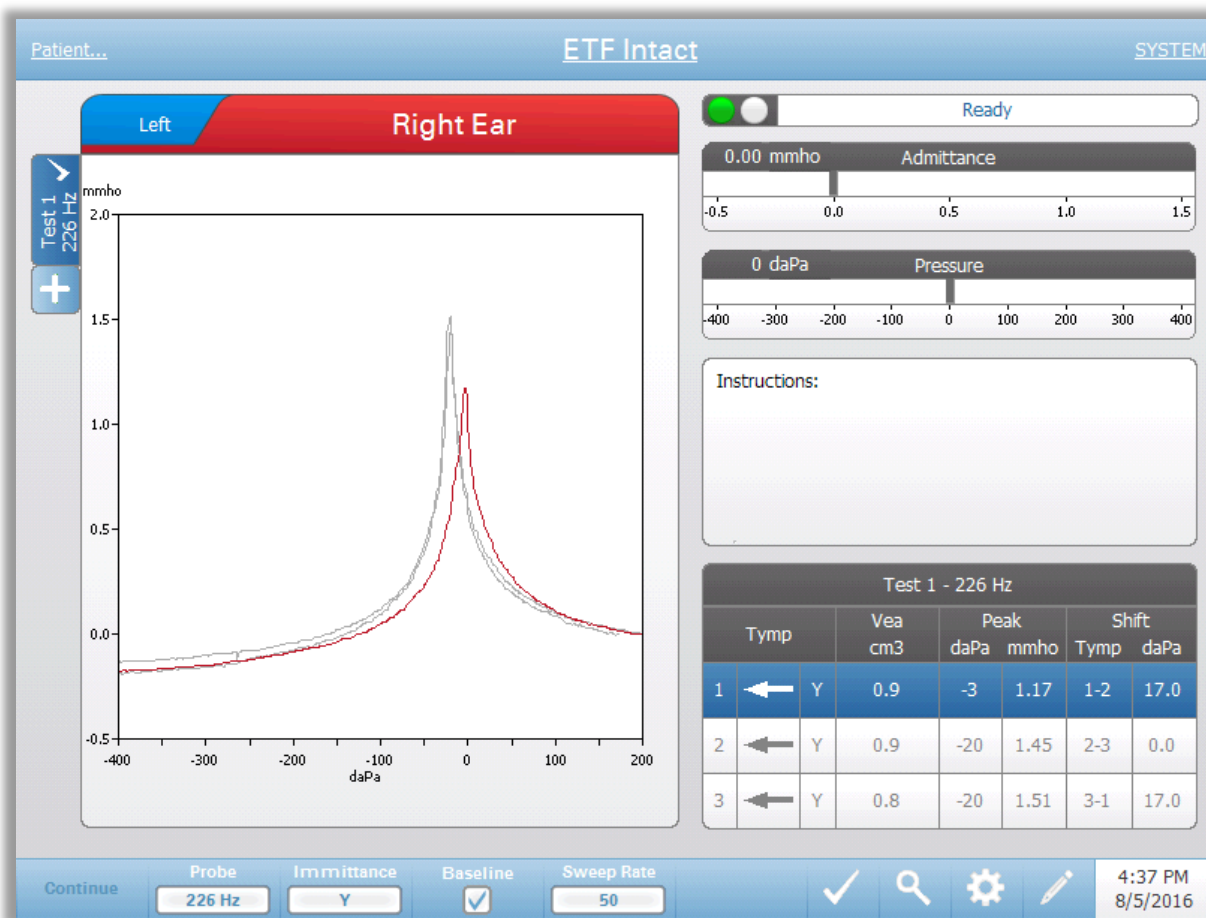 Patient...
ETF Intact
SYSTEM
Left
Right Ear
Test 1
226 Hz
mmho
2.0
1.5
1.0
0.5
0.0
-0.5
-400 -300 -200 -100 0 100 200
daPa
Ready
0.00 mmho Admittance
-0.5 0.0 0.5 1.0 1.5
0 daPa Pressure
-400 -300 -200 -100 0 100 200 300 400
Instructions:
Test 1 - 226 Hz
Tymp Vea Peak Shift
cm3 daPa mmho Tymp daPa
1 Y 0.9 -3 1.17 1-2 17.0
2 Y 0.9 -20 1.45 2-3 0.0
3 Y 0.8 -20 1.51 3-1 17.0
Continue
Probe
226 Hz
Immittance
Y
Baseline
Sweep Rate
50
4:37 PM
8/5/2016